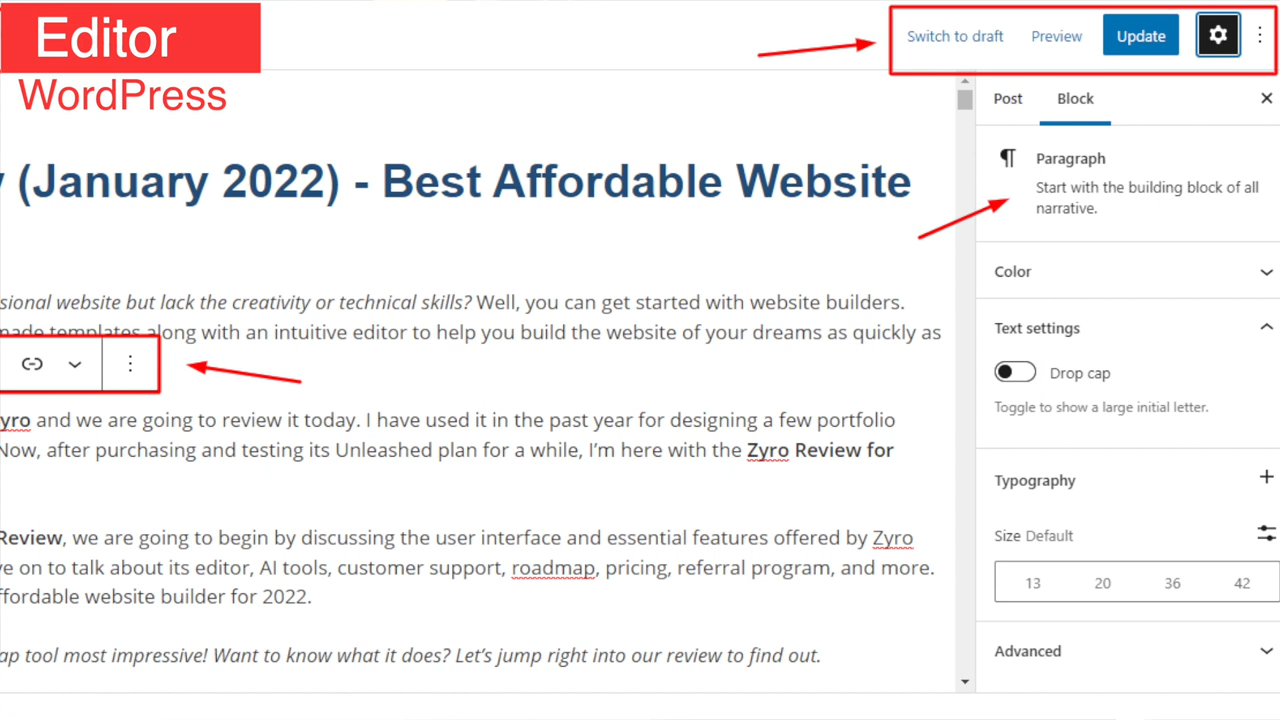 Editor
WordPress
Switch to draft Preview Update
Post Block
Paragraph
Start with the building block of all
narrative.
(January 2022) - Best Affordable Website
website but lack the creativity or technical skills? Well, you can get started with website builders.
templates along with an intuitive editor to help you build the website of your dreams as quickly as
and we are going to review it today. I have used it in the past year for designing a few portfolio
Now, after purchasing and testing its Unleashed plan for a while, I’m here with the Zyro Review for
Review, we are going to begin by discussing the user interface and essential features offered by Zyro
on to talk about its editor, AI tools, customer support, roadmap, pricing, referral program, and more.
website builder for 2022.
tool most impressive! Want to know what it does? Let’s jump right into our review to find out.
Color
Text settings
Drop cap
Toggle to show a large initial letter.
Typography
Size Default
13 20 36 42
Advanced